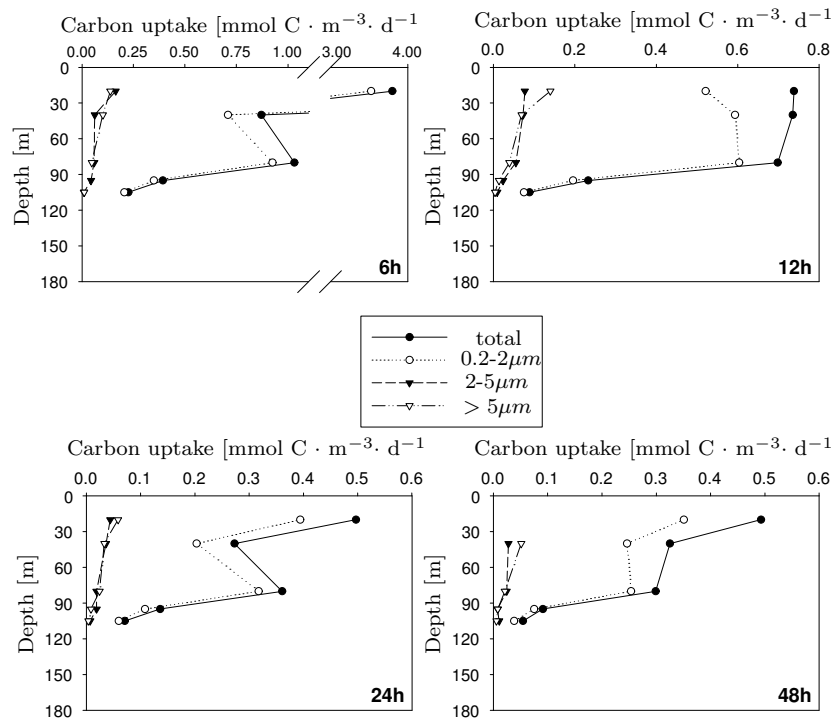 Carbon uptake [mmol C · m⁻³· d⁻¹
0.00 0.25 0.50 0.75 1.00 3.00 4.00
0
30
60
90
120
150
180
Depth [m]
6h
Carbon uptake [mmol C · m⁻³· d⁻¹
0.0 0.2 0.4 0.6 0.8
0
30
60
90
120
150
180
Depth [m]
12h
total
0.2-2μm
2-5μm
> 5μm
Carbon uptake [mmol C · m⁻³· d⁻¹
0.0 0.1 0.2 0.3 0.4 0.5 0.6
0
30
60
90
120
150
180
Depth [m]
24h
Carbon uptake [mmol C · m⁻³· d⁻¹
0.0 0.1 0.2 0.3 0.4 0.5 0.6
0
30
60
90
120
150
180
Depth [m]
48h